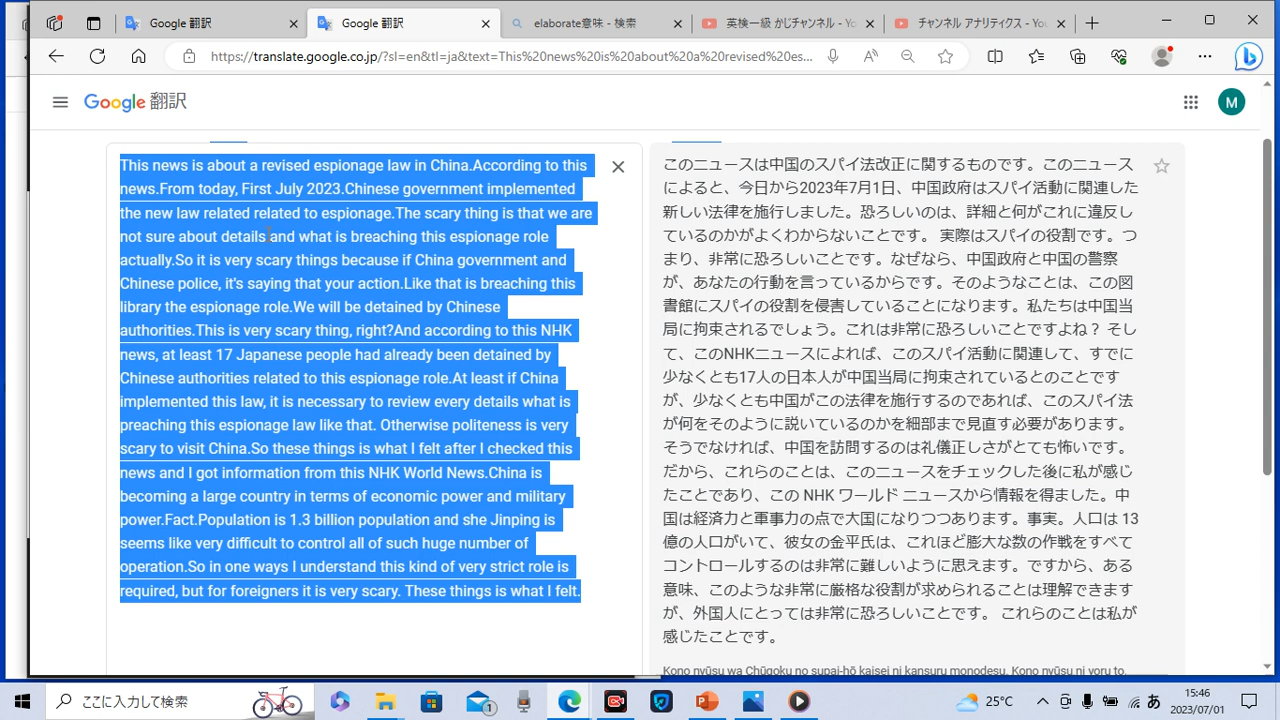 Google 翻訳
Google 翻訳
elaborate意味 - 検索
英検一級 かじチャンネル - Yo
チャンネル アナリティクス - You
https://translate.google.co.jp/?sl=en&tl=ja&text=This%20news%20is%20about%20a%20revised%20es...
Google 翻訳
M
This news is about a revised espionage law in China.According to this
news.From today, First July 2023.Chinese government implemented
the new law related related to espionage.The scary thing is that we are
not sure about details and what is breaching this espionage role
actually.So it is very scary things because if China government and
Chinese police, it's saying that your action.Like that is breaching this
library the espionage role.We will be detained by Chinese
authorities.This is very scary thing, right?And according to this NHK
news, at least 17 Japanese people had already been detained by
Chinese authorities related to this espionage role.At least if China
implemented this law, it is necessary to review every details what is
preaching this espionage law like that. Otherwise politeness is very
scary to visit China.So these things is what I felt after I checked this
news and I got information from this NHK World News.China is
becoming a large country in terms of economic power and military
power.Fact.Population is 1.3 billion population and she Jinping is
seems like very difficult to control all of such huge number of
operation.So in one ways I understand this kind of very strict role is
required, but for foreigners it is very scary. These things is what I felt.
このニュースは中国のスパイ法改正に関するものです。このニュース
によると、今日から2023年7月1日、中国政府はスパイ活動に関連した
新しい法律を施行しました。恐ろしいのは、詳細と何がこれに違反し
ているのかがよくわからないことです。 実際はスパイの役割です。つ
まり、非常に恐ろしいことです。なぜなら、中国政府と中国の警察
が、あなたの行動を言っているからです。そのようなことは、この図
書館にスパイの役割を侵害していることになります。私たちは中国当
局に拘束されるでしょう。これは非常に恐ろしいことですよね？ そし
て、このNHKニュースによれば、このスパイ活動に関連して、すでに
少なくとも17人の日本人が中国当局に拘束されているとのことです
が、少なくとも中国がこの法律を施行するのであれば、このスパイ法
が何をそのように説いているのかを細部まで見直す必要があります。
そうでなければ、中国を訪問するのは礼儀正しさがとても怖いです。
だから、これらのことは、このニュースをチェックした後に私が感じ
たことであり、この NHK ワールド ニュースから情報を得ました。中
国は経済力と軍事力の点で大国になりつつあります。事実。人口は 13
億の人口がいて、彼女の金平氏は、これほど膨大な数の作戦をすべて
コントロールするのは非常に難しいように思えます。ですから、ある
意味、このような非常に厳格な役割が求められることは理解できます
が、外国人にとっては非常に恐ろしいことです。 これらのことは私が
感じたことです。
Kono nyūsu wa Chūgoku no supai-hō kaisei ni kansuru monodesu. Kono nyūsu ni yoru to,
ここに入力して検索
1
25°C
あ
15:46
2023/07/01